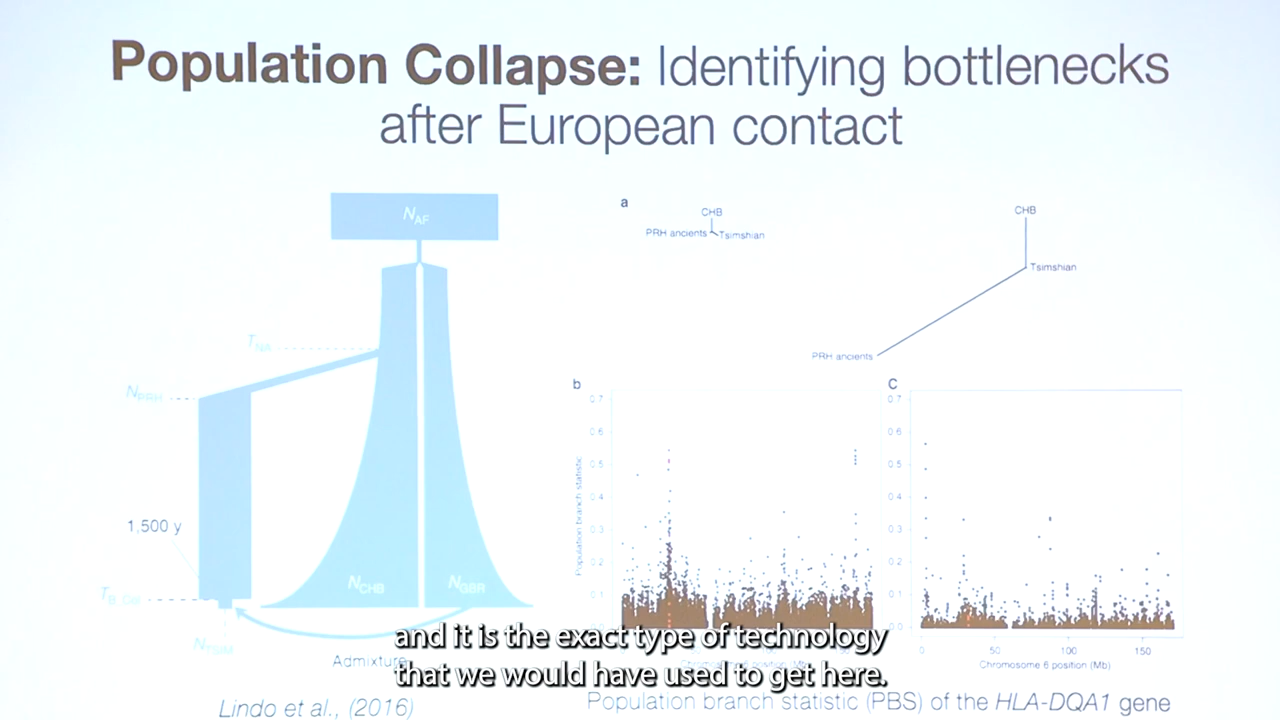 Population Collapse: Identifying bottlenecks
after European contact
N_AF
a
CHB
PRH ancients
Tsimshian
CHB
Tsimshian
PRH ancients
1,500 y
N_CHB
N_GBR
Admixture
Lindo et al., (2016)
b
0.7
0.6
0.5
0.4
0.3
0.2
0.1
0.0
Population branch statistic
C
0.7
0.6
0.5
0.4
0.3
0.2
0.1
0.0
0
50
100
150
Chromosome 6 position (Mb)
Population branch statistic (PBS) of the HLA-DQA1 gene
and it is the exact type of technology
that we would have used to get here.